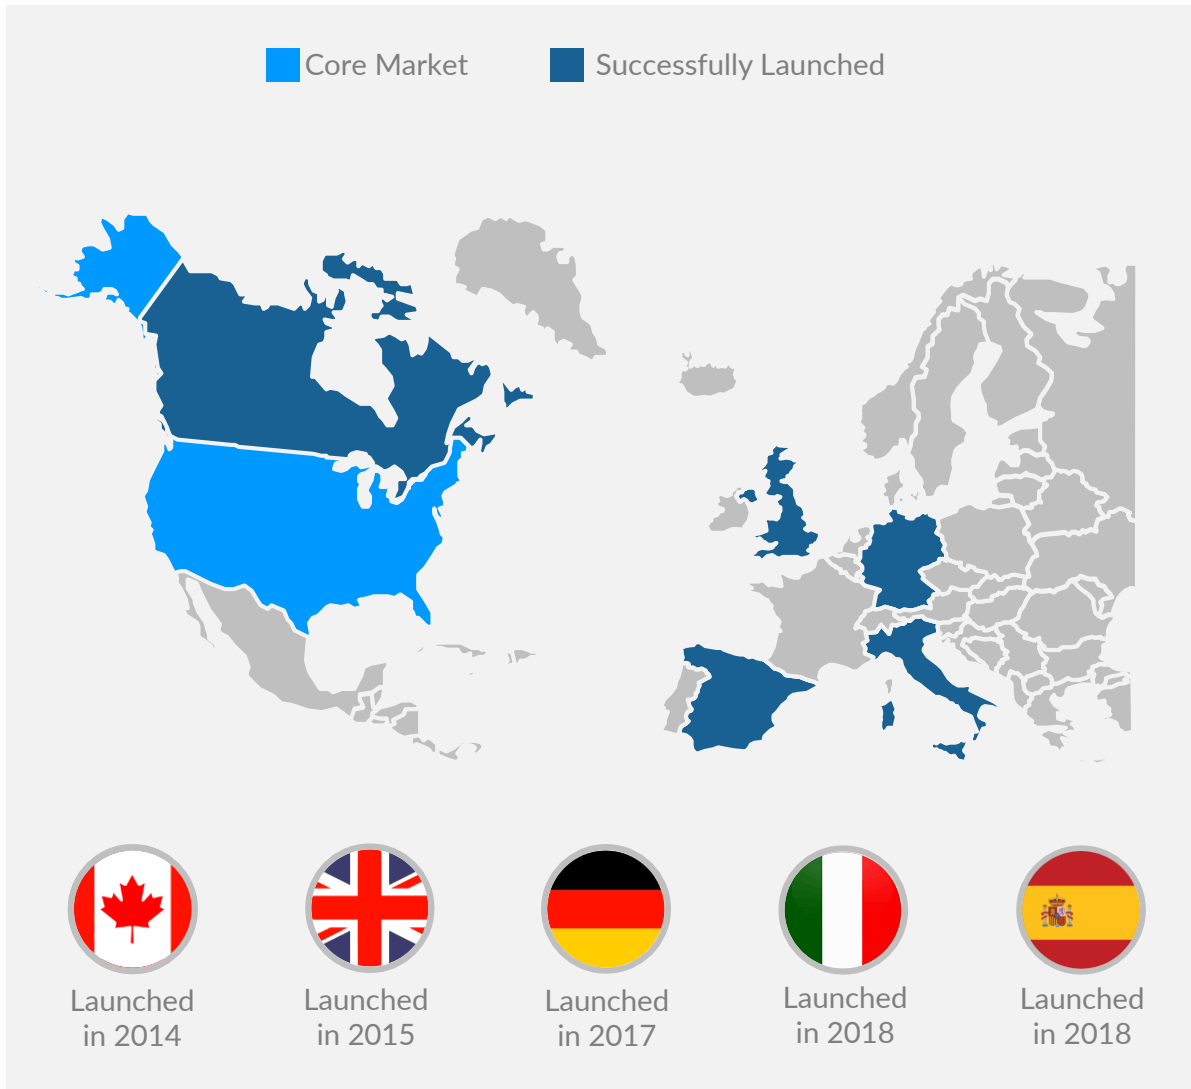 Core Market
Successfully Launched
Launched
in 2014
Launched
in 2015
Launched
in 2017
Launched
in 2018
Launched
in 2018